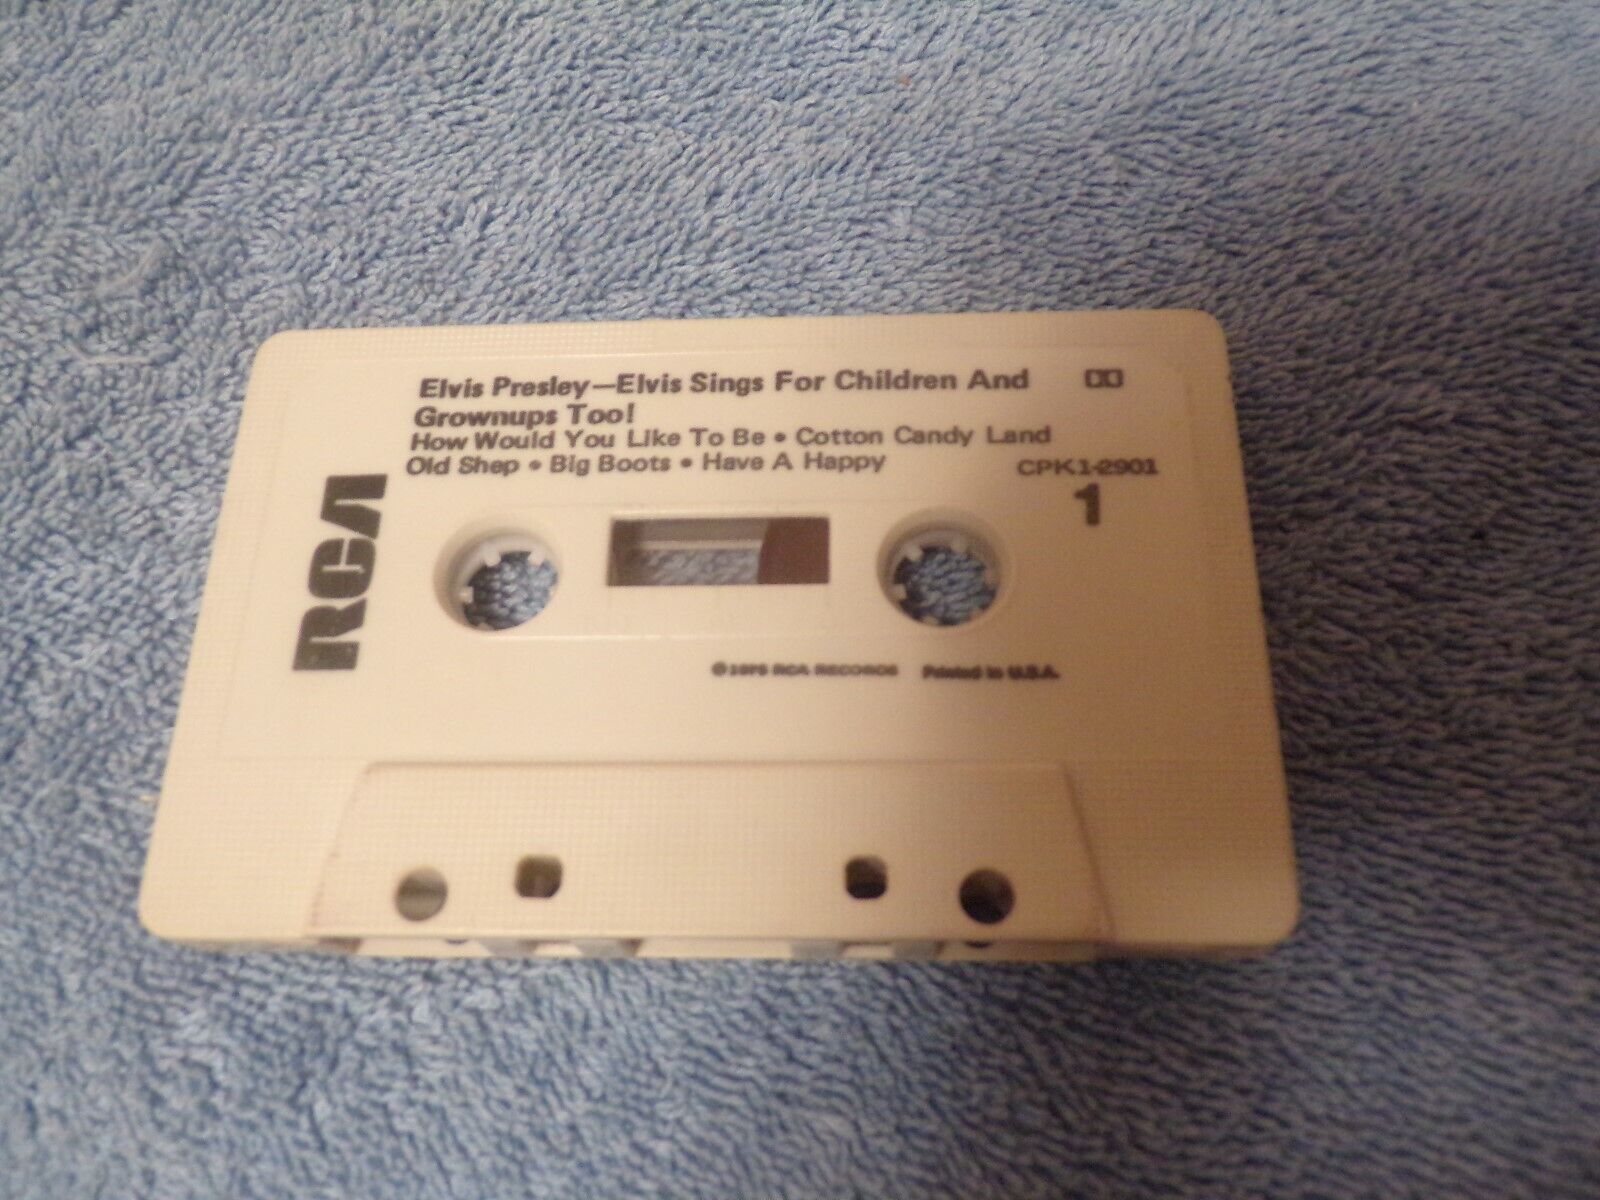 Elvis Presley—Elvis Sings For Children And
Grownups Too!
How Would You Like To Be • Cotton Candy Land
Old Shep • Big Boots • Have A Happy
CPK1-2901
1
RCA
RCA RECORDS Printed in U.S.A.